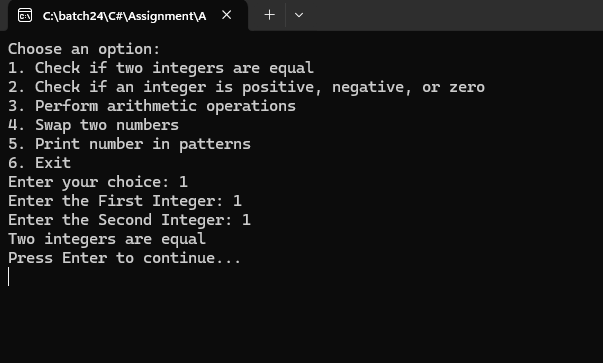 C:\batch24\C#\Assignment\A
Choose an option:
1. Check if two integers are equal
2. Check if an integer is positive, negative, or zero
3. Perform arithmetic operations
4. Swap two numbers
5. Print number in patterns
6. Exit
Enter your choice: 1
Enter the First Integer: 1
Enter the Second Integer: 1
Two integers are equal
Press Enter to continue...